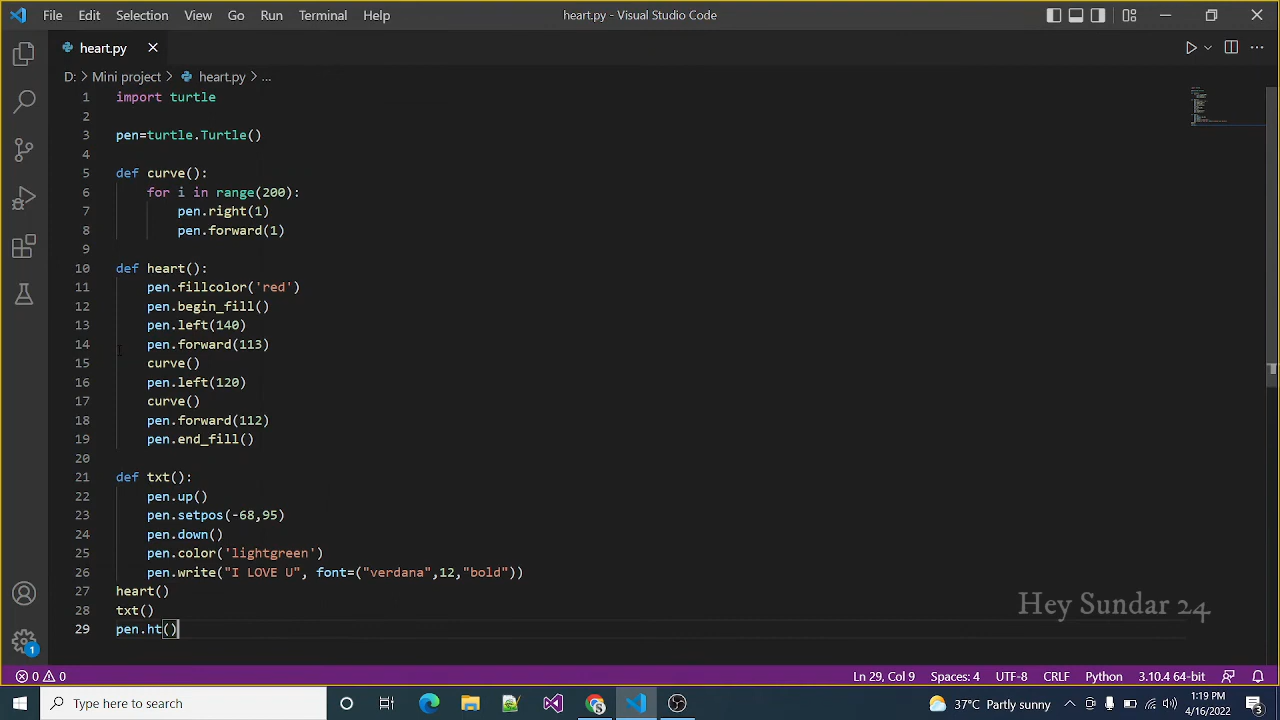 File Edit Selection View Go Run Terminal Help heart.py - Visual Studio Code
heart.py
D: > Mini project > heart.py > ...
1 import turtle
2
3 pen=turtle.Turtle()
4
5 def curve():
6 for i in range(200):
7 pen.right(1)
8 pen.forward(1)
9
10 def heart():
11 pen.fillcolor('red')
12 pen.begin_fill()
13 pen.left(140)
14 pen.forward(113)
15 curve()
16 pen.left(120)
17 curve()
18 pen.forward(112)
19 pen.end_fill()
20
21 def txt():
22 pen.up()
23 pen.setpos(-68,95)
24 pen.down()
25 pen.color('lightgreen')
26 pen.write("I LOVE U", font=("verdana",12,"bold"))
27 heart()
28 txt()
29 pen.ht()
Hey Sundar 24
1
0 0 Ln 29, Col 9 Spaces: 4 UTF-8 CRLF Python 3.10.4 64-bit
Type here to search 37°C Partly sunny 1:19 PM
4/16/2022 3